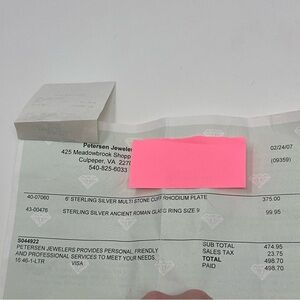 Petersen Jewele
425 Meadowbrook Shopp
Culpeper, VA 227
540-825-6033
02/24/07
(09359)
40-07060 6' STERLING SILVER MULTI STONE CUFF RHODIUM PLATE 375.00
43-00476 STERLING SILVER ANCIENT ROMAN GLASS RING SIZE 9 99.95
S044922
PETERSEN JEWELERS PROVIDES PERSONAL, FRIENDLY
AND PROFESSIONAL SERVICES TO MEET YOUR NEEDS.
16:46-1-LTR VISA
SUB TOTAL 474.95
SALES TAX 23.75
TOTAL 498.70
PAID 498.70